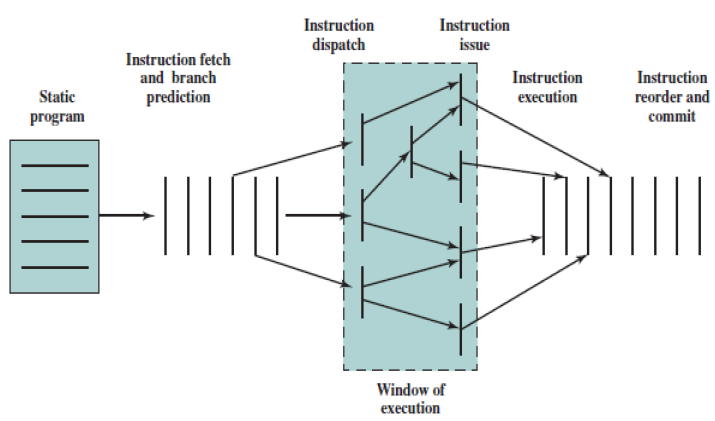 Static
program
Instruction fetch
and branch
prediction
Instruction
dispatch
Instruction
issue
Instruction
execution
Instruction
reorder and
commit
Window of
execution